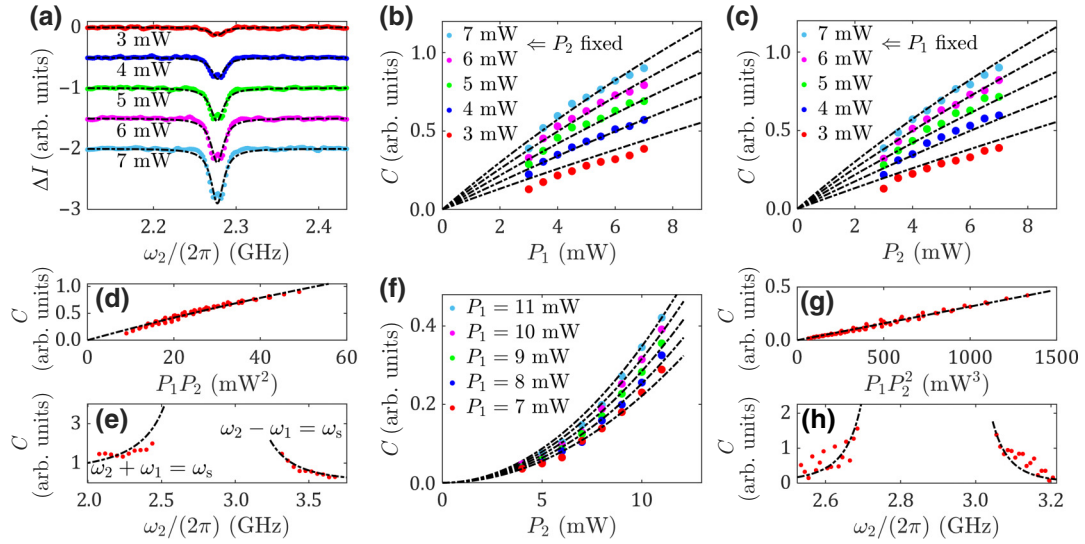 (a)
0
−1
−2
−3
ΔI (arb. units)
3 mW
4 mW
5 mW
6 mW
7 mW
2.2 2.3 2.4
ω₂/(2π) (GHz)
(b)
1.0
0.5
0.0
C (arb. units)
7 mW ⇐ P₂ fixed
6 mW
5 mW
4 mW
3 mW
0 2 4 6 8
P₁ (mW)
(c)
1.0
0.5
0.0
C (arb. units)
7 mW ⇐ P₁ fixed
6 mW
5 mW
4 mW
3 mW
0 2 4 6 8
P₂ (mW)
(d)
1.0
0.5
0.0
C
(arb. units)
0 20 40 60
P₁P₂ (mW²)
(e)
3
1
C
(arb. units)
ω₂ − ω₁ = ωₛ
ω₂ + ω₁ = ωₛ
2.0 2.5 3.0 3.5
ω₂/(2π) (GHz)
(f)
0.4
0.2
0.0
C (arb. units)
P₁ = 11 mW
P₁ = 10 mW
P₁ = 9 mW
P₁ = 8 mW
P₁ = 7 mW
0 5 10
P₂ (mW)
(g)
0.5
0.0
C
(arb. units)
0 500 1000 1500
P₁P₂² (mW³)
(h)
2
1
0
C
(arb. units)
2.6 2.8 3.0 3.2
ω₂/(2π) (GHz)